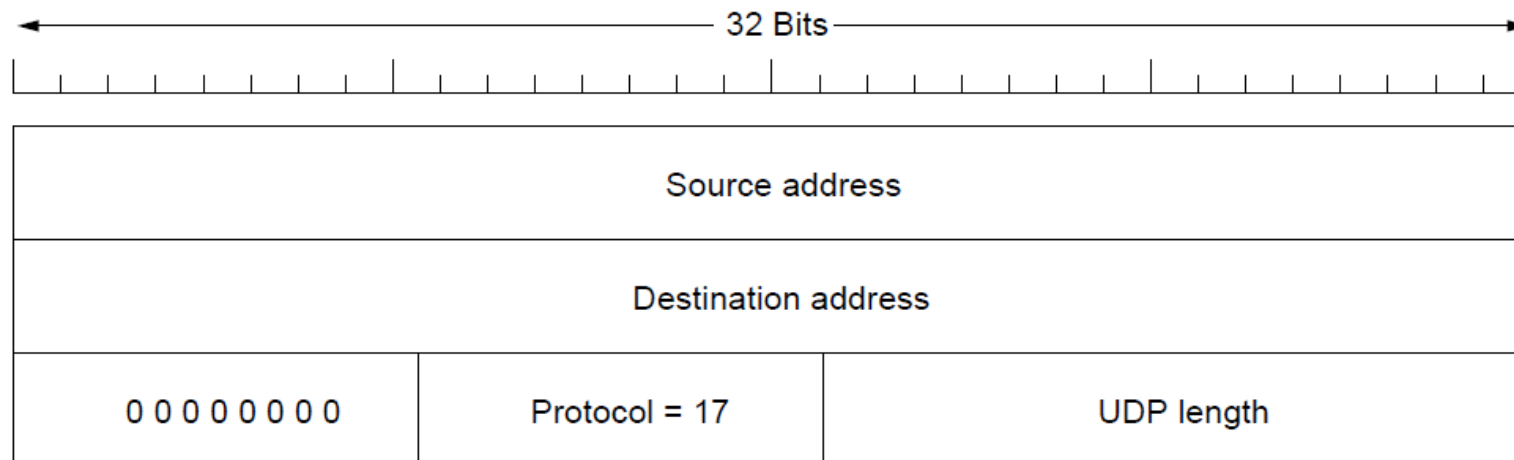 32 Bits
Source address
Destination address
0 0 0 0 0 0 0 0 Protocol = 17 UDP length